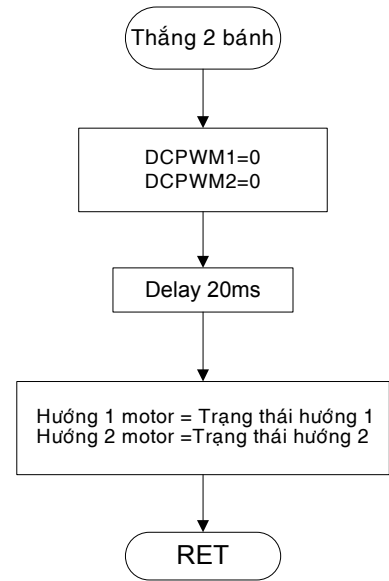 Thắng 2 bánh
DCPWM1=0
DCPWM2=0
Delay 20ms
Hướng 1 motor = Trạng thái hướng 1
Hướng 2 motor =Trạng thái hướng 2
RET